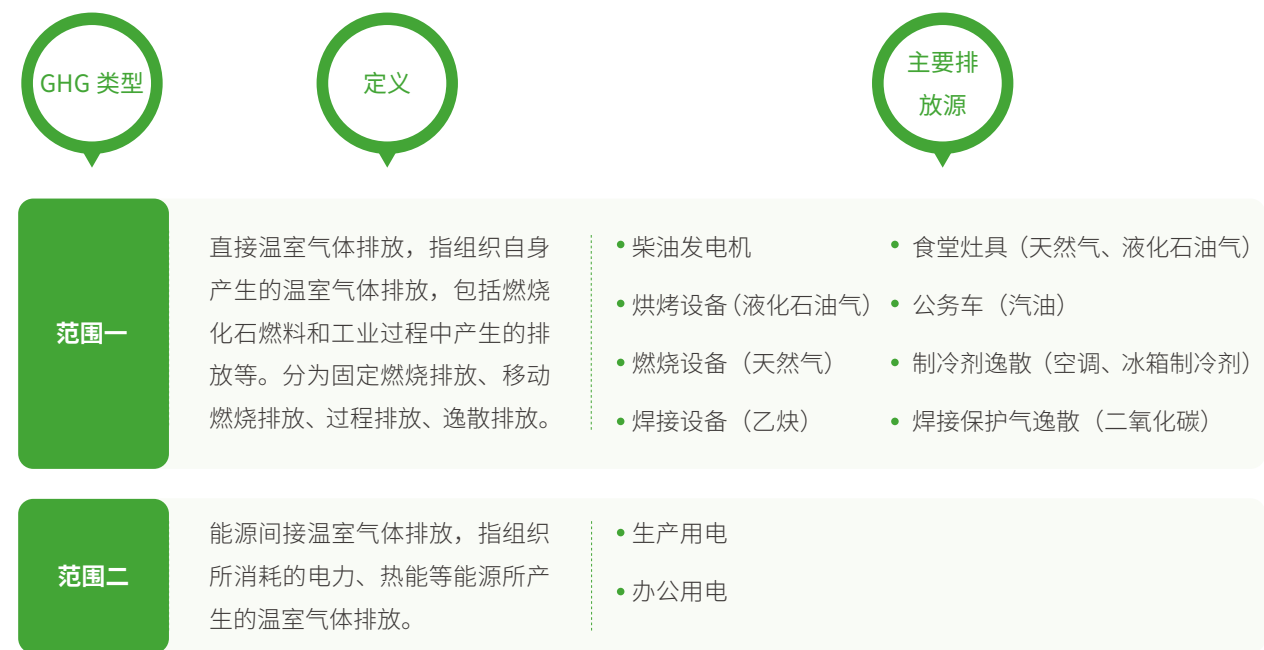 GHG 类型
定义
主要排
放源
范围一
直接温室气体排放，指组织自身
产生的温室气体排放，包括燃烧
化石燃料和工业过程中产生的排
放等。分为固定燃烧排放、移动
燃烧排放、过程排放、逸散排放。
柴油发电机
烘烤设备（液化石油气）
燃烧设备（天然气）
焊接设备（乙炔）
食堂灶具（天然气、液化石油气）
公务车（汽油）
制冷剂逸散（空调、冰箱制冷剂）
焊接保护气逸散（二氧化碳）
范围二
能源间接温室气体排放，指组织
所消耗的电力、热能等能源所产
生的温室气体排放。
生产用电
办公用电